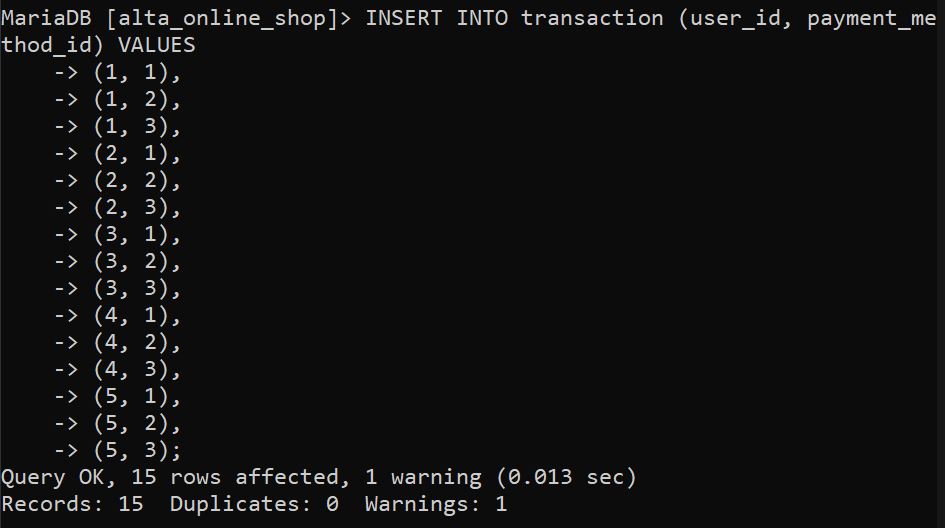 MariaDB [alta_online_shop]> INSERT INTO transaction (user_id, payment_me
thod_id) VALUES
    -> (1, 1),
    -> (1, 2),
    -> (1, 3),
    -> (2, 1),
    -> (2, 2),
    -> (2, 3),
    -> (3, 1),
    -> (3, 2),
    -> (3, 3),
    -> (4, 1),
    -> (4, 2),
    -> (4, 3),
    -> (5, 1),
    -> (5, 2),
    -> (5, 3);
Query OK, 15 rows affected, 1 warning (0.013 sec)
Records: 15  Duplicates: 0  Warnings: 1